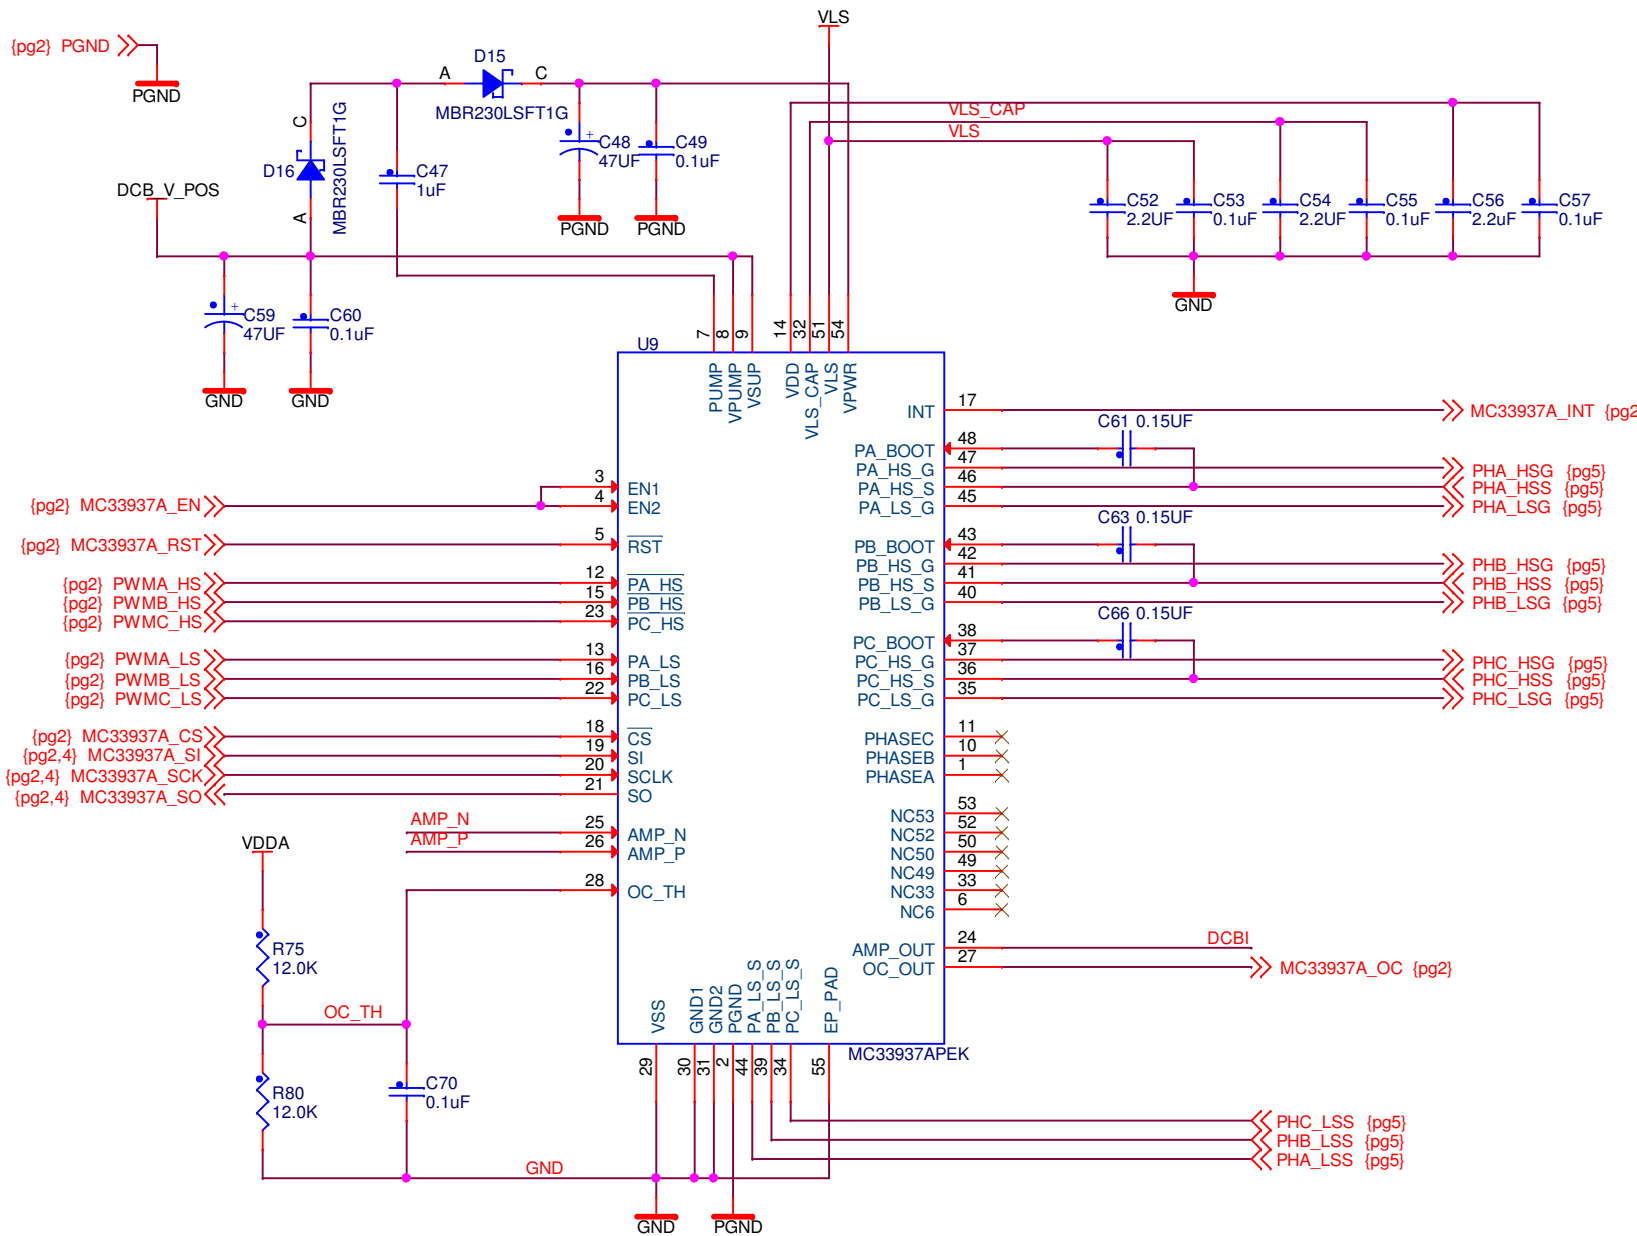 VLS
{pg2} PGND
PGND
D15
A
C
MBR230LSFT1G
VLS_CAP
VLS
C
D16
MBR230LSFT1G
A
C47
1uF
+
C48
47UF
C49
0.1uF
PGND
PGND
DCB_V_POS
C52
2.2UF
C53
0.1uF
C54
2.2UF
C55
0.1uF
C56
2.2uF
C57
0.1uF
GND
+
C59
47UF
C60
0.1uF
GND
GND
7
8
9
14
32
51
54
U9
PUMP
VPUMP
VSUP
VDD
VLS_CAP
VLS
VPWR
INT
17
MC33937A_INT {pg2
C61 0.15UF
PA_BOOT
48
PA_HS_G
47
PHA_HSG {pg5}
PA_HS_S
46
PHA_HSS {pg5}
PA_LS_G
45
PHA_LSG {pg5}
C63 0.15UF
PB_BOOT
43
PB_HS_G
42
PHB_HSG {pg5}
PB_HS_S
41
PHB_HSS {pg5}
PB_LS_G
40
PHB_LSG {pg5}
C66 0.15UF
PC_BOOT
38
PC_HS_G
37
PHC_HSG {pg5}
PC_HS_S
36
PHC_HSS {pg5}
PC_LS_G
35
PHC_LSG {pg5}
PHASEC
11
PHASEB
10
PHASEA
1
NC53
53
NC52
52
NC50
50
NC49
49
NC33
33
NC6
6
AMP_OUT
24
DCBI
OC_OUT
27
MC33937A_OC {pg2}
3
EN1
{pg2} MC33937A_EN
4
EN2
{pg2} MC33937A_RST
5
RST
{pg2} PWMA_HS
12
PA_HS
{pg2} PWMB_HS
15
PB_HS
{pg2} PWMC_HS
23
PC_HS
{pg2} PWMA_LS
13
PA_LS
{pg2} PWMB_LS
16
PB_LS
{pg2} PWMC_LS
22
PC_LS
{pg2} MC33937A_CS
18
CS
{pg2,4} MC33937A_SI
19
SI
{pg2,4} MC33937A_SCK
20
SCLK
{pg2,4} MC33937A_SO
21
SO
AMP_N
25
AMP_N
AMP_P
26
AMP_P
28
OC_TH
VDDA
R75
12.0K
OC_TH
R80
12.0K
C70
0.1uF
GND
VSS
GND1
GND2
PGND
PA_LS_S
PB_LS_S
PC_LS_S
EP_PAD
MC33937APEK
29
30
31
2
44
39
34
55
PHC_LSS {pg5}
PHB_LSS {pg5}
PHA_LSS {pg5}
GND
PGND